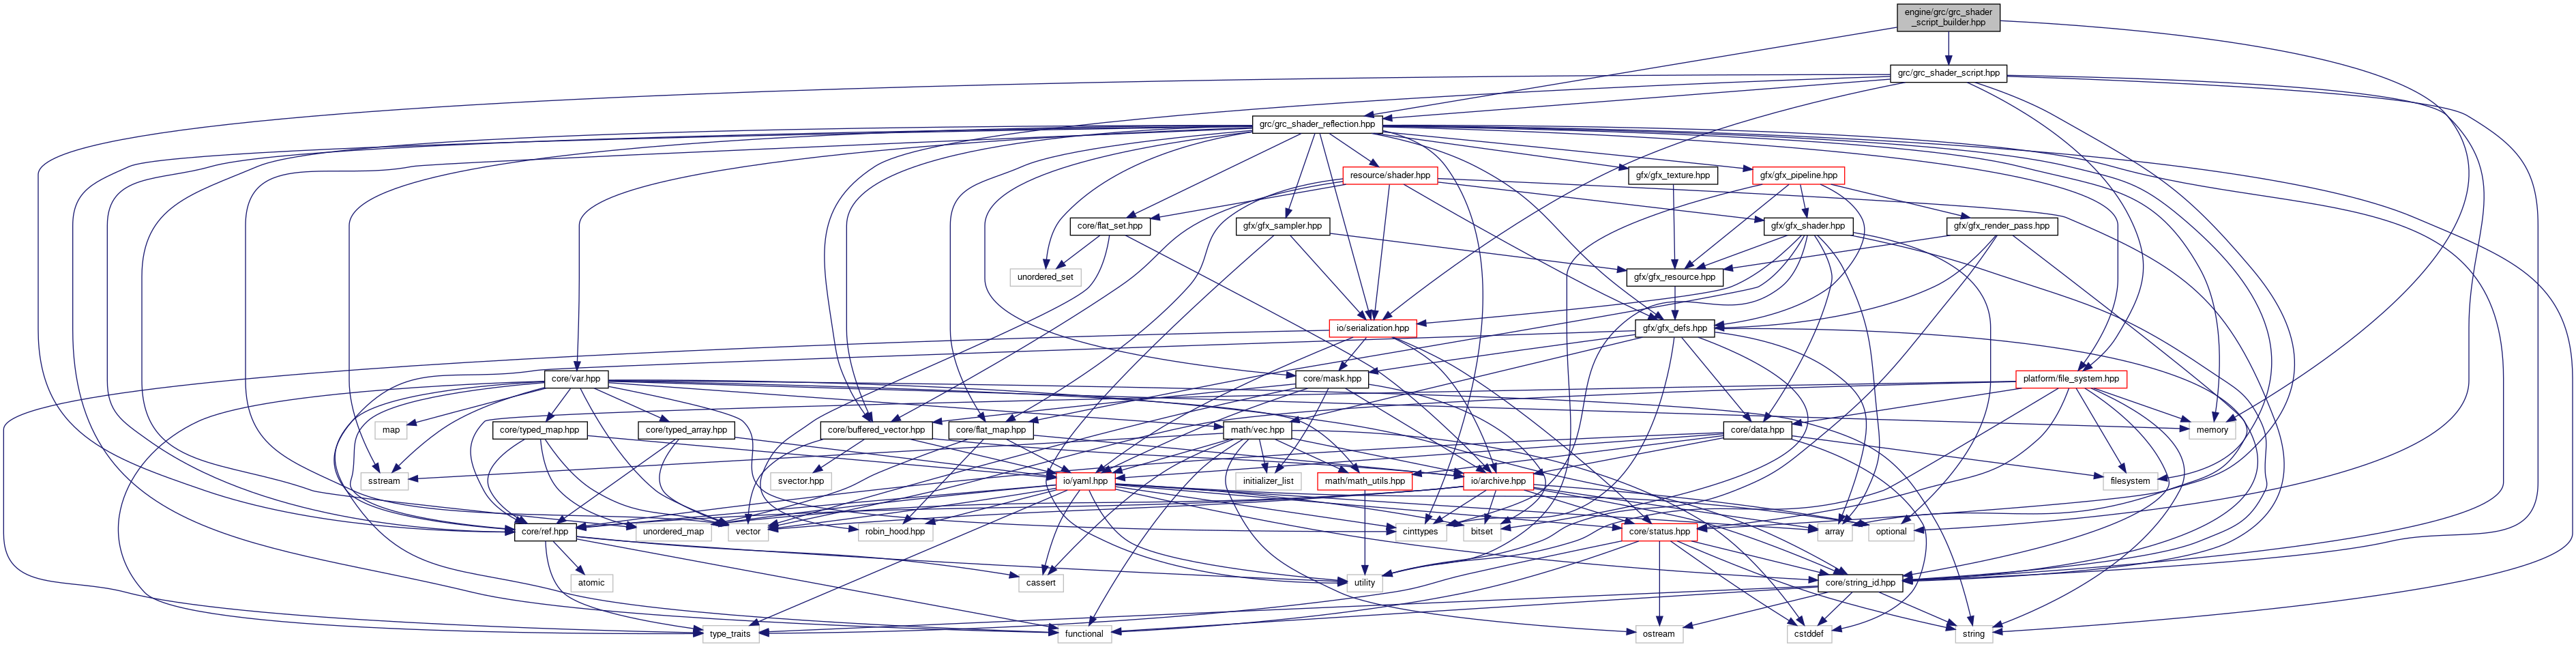 engine/grc/grc_shader
_script_builder.hpp
grc/grc_shader_script.hpp
grc/grc_shader_reflection.hpp
resource/shader.hpp
gfx/gfx_texture.hpp
gfx/gfx_pipeline.hpp
core/flat_set.hpp
gfx/gfx_sampler.hpp
gfx/gfx_shader.hpp
gfx/gfx_render_pass.hpp
unordered_set
gfx/gfx_resource.hpp
io/serialization.hpp
gfx/gfx_defs.hpp
core/var.hpp
core/mask.hpp
platform/file_system.hpp
map
core/typed_map.hpp
core/typed_array.hpp
core/buffered_vector.hpp
core/flat_map.hpp
math/vec.hpp
core/data.hpp
memory
sstream
svector.hpp
io/yaml.hpp
initializer_list
math/math_utils.hpp
io/archive.hpp
filesystem
core/ref.hpp
unordered_map
vector
robin_hood.hpp
cinttypes
bitset
core/status.hpp
array
optional
atomic
cassert
utility
core/string_id.hpp
type_traits
functional
ostream
cstddef
string